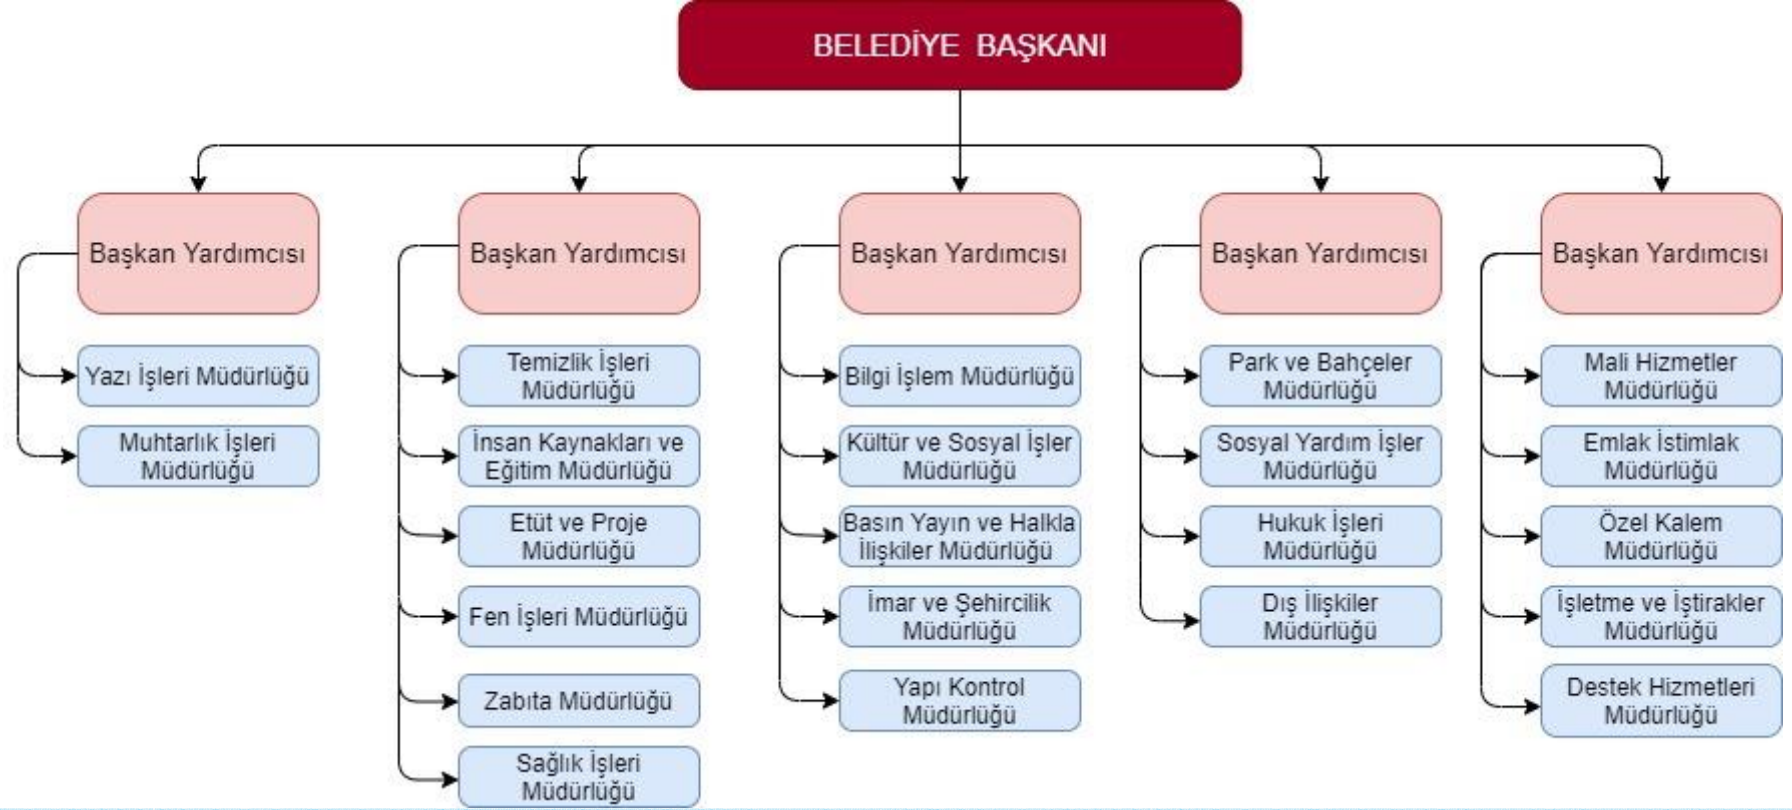 BELEDİYE BAŞKANI
Başkan Yardımcısı
Yazı İşleri Müdürlüğü
Muhtarlık İşleri
Müdürlüğü
Başkan Yardımcısı
Temizlik İşleri
Müdürlüğü
İnsan Kaynakları ve
Eğitim Müdürlüğü
Etüt ve Proje
Müdürlüğü
Fen İşleri Müdürlüğü
Zabıta Müdürlüğü
Sağlık İşleri
Müdürlüğü
Başkan Yardımcısı
Bilgi İşlem Müdürlüğü
Kültür ve Sosyal İşler
Müdürlüğü
Basın Yayın ve Halkla
İlişkiler Müdürlüğü
İmar ve Şehircilik
Müdürlüğü
Yapı Kontrol
Müdürlüğü
Başkan Yardımcısı
Park ve Bahçeler
Müdürlüğü
Sosyal Yardım İşler
Müdürlüğü
Hukuk İşleri
Müdürlüğü
Dış İlişkiler
Müdürlüğü
Başkan Yardımcısı
Mali Hizmetler
Müdürlüğü
Emlak İstimlak
Müdürlüğü
Özel Kalem
Müdürlüğü
İşletme ve İştirakler
Müdürlüğü
Destek Hizmetleri
Müdürlüğü